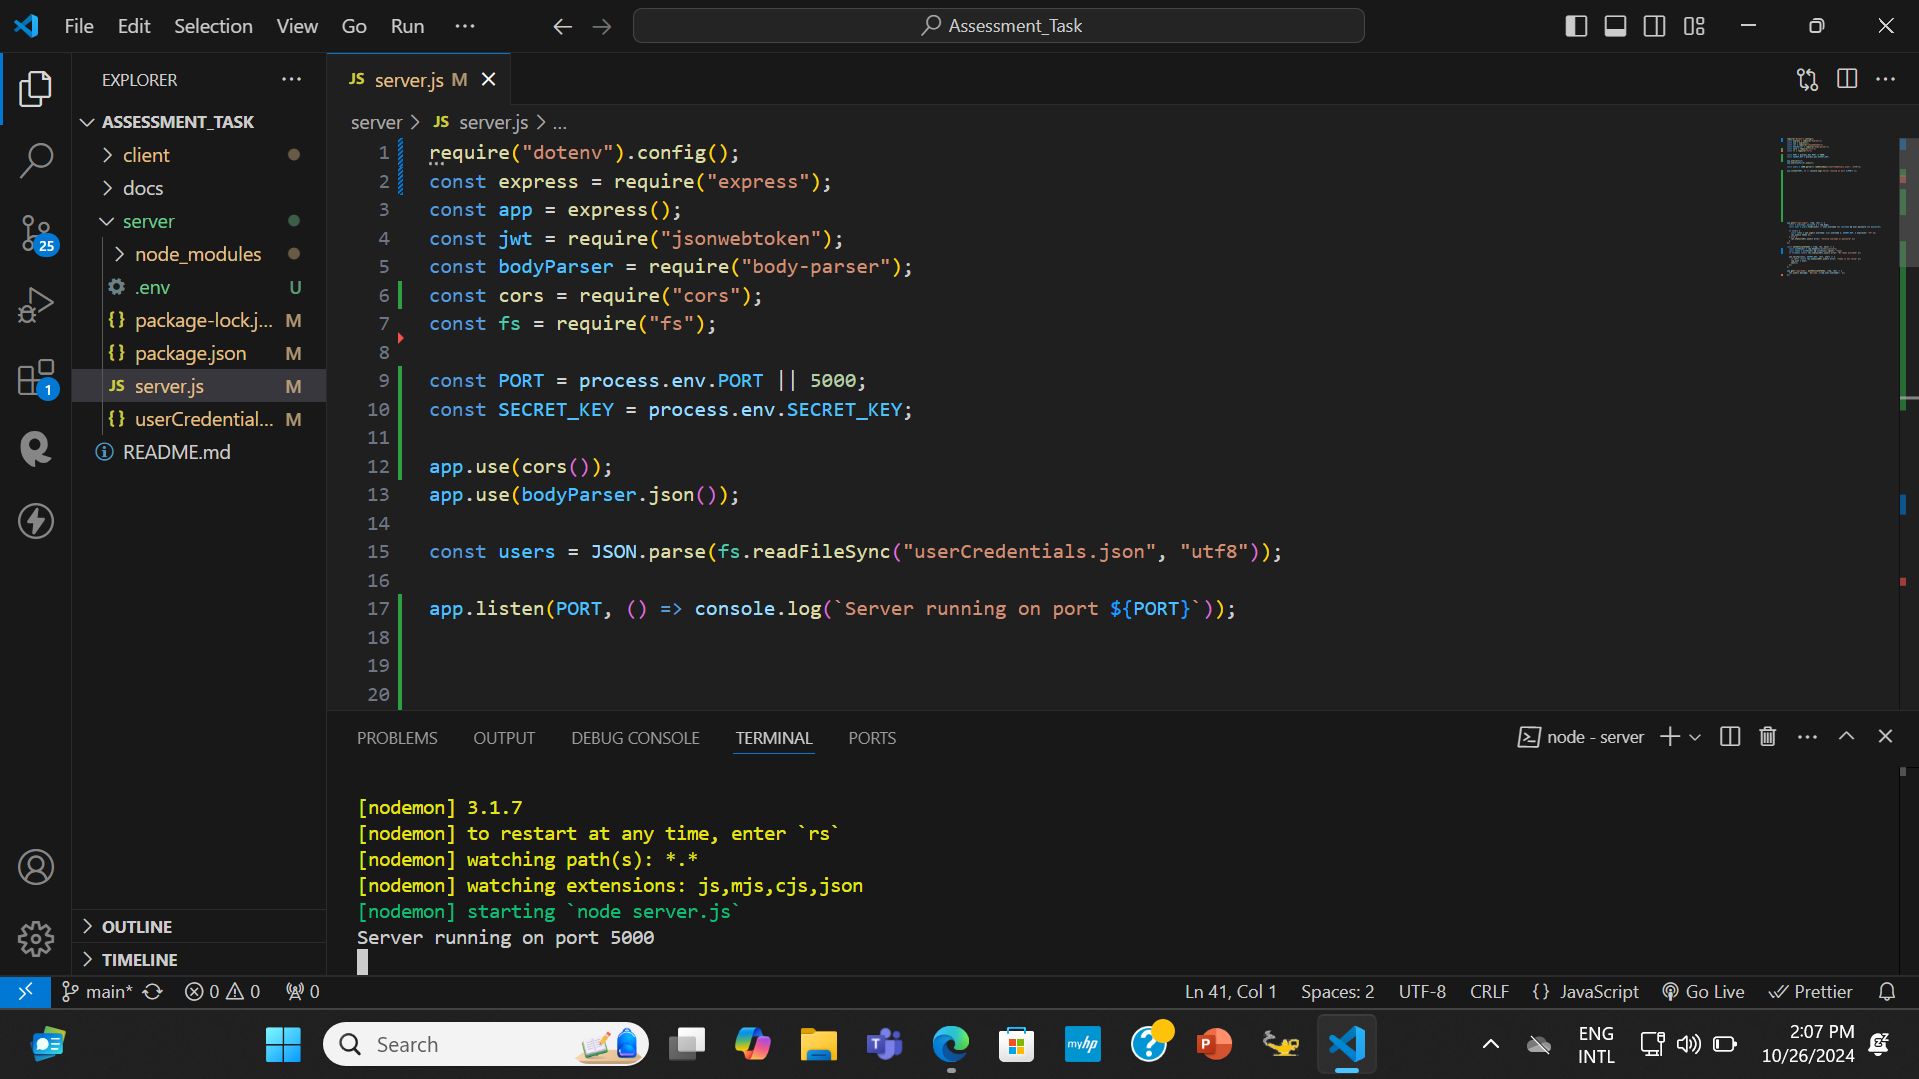 File Edit Selection View Go Run ··· Assessment_Task
EXPLORER ···
ASSESSMENT_TASK
client
docs
server
node_modules
.env U
package-lock.j... M
package.json M
JS server.js M
userCredential... M
README.md
OUTLINE
TIMELINE
25
1
JS server.js M
server > JS server.js > ...
1 require("dotenv").config();
2 const express = require("express");
3 const app = express();
4 const jwt = require("jsonwebtoken");
5 const bodyParser = require("body-parser");
6 const cors = require("cors");
7 const fs = require("fs");
8
9 const PORT = process.env.PORT || 5000;
10 const SECRET_KEY = process.env.SECRET_KEY;
11
12 app.use(cors());
13 app.use(bodyParser.json());
14
15 const users = JSON.parse(fs.readFileSync("userCredentials.json", "utf8"));
16
17 app.listen(PORT, () => console.log(`Server running on port ${PORT}`));
18
19
20
PROBLEMS OUTPUT DEBUG CONSOLE TERMINAL PORTS node - server
[nodemon] 3.1.7
[nodemon] to restart at any time, enter `rs`
[nodemon] watching path(s): *.*
[nodemon] watching extensions: js,mjs,cjs,json
[nodemon] starting `node server.js`
Server running on port 5000
main* 0 0 0 Ln 41, Col 1 Spaces: 2 UTF-8 CRLF {} JavaScript Go Live Prettier
Search myhp ENG 2:07 PM
INTL 10/26/2024